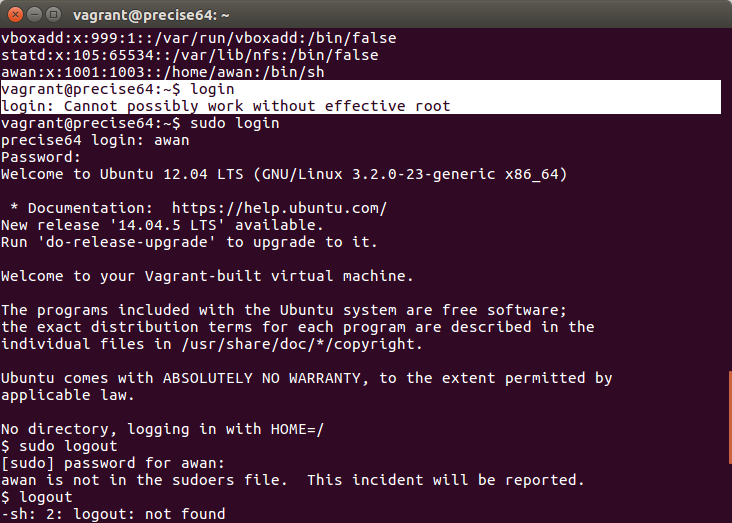 vagrant@precise64: ~
vboxadd:x:999:1::/var/run/vboxadd:/bin/false
statd:x:105:65534::/var/lib/nfs:/bin/false
awan:x:1001:1003::/home/awan:/bin/sh
vagrant@precise64:~$ login
login: Cannot possibly work without effective root
vagrant@precise64:~$ sudo login
precise64 login: awan
Password:
Welcome to Ubuntu 12.04 LTS (GNU/Linux 3.2.0-23-generic x86_64)
* Documentation:  https://help.ubuntu.com/
New release '14.04.5 LTS' available.
Run 'do-release-upgrade' to upgrade to it.
Welcome to your Vagrant-built virtual machine.
The programs included with the Ubuntu system are free software;
the exact distribution terms for each program are described in the
individual files in /usr/share/doc/*/copyright.
Ubuntu comes with ABSOLUTELY NO WARRANTY, to the extent permitted by
applicable law.
No directory, logging in with HOME=/
$ sudo logout
[sudo] password for awan:
awan is not in the sudoers file.  This incident will be reported.
$ logout
-sh: 2: logout: not found